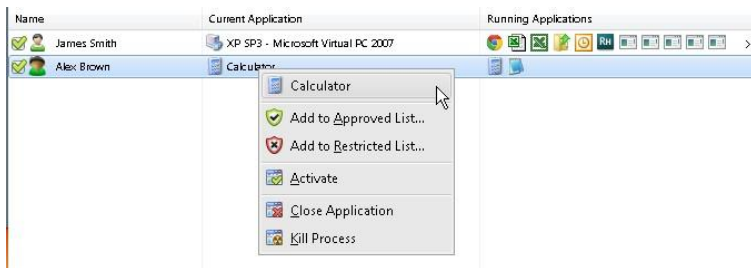 Name Current Application Running Applications
James Smith XP SP3 - Microsoft Virtual PC 2007 RH
Alex Brown Calculator
Calculator
Add to Approved List...
Add to Restricted List...
Activate
Close Application
Kill Process